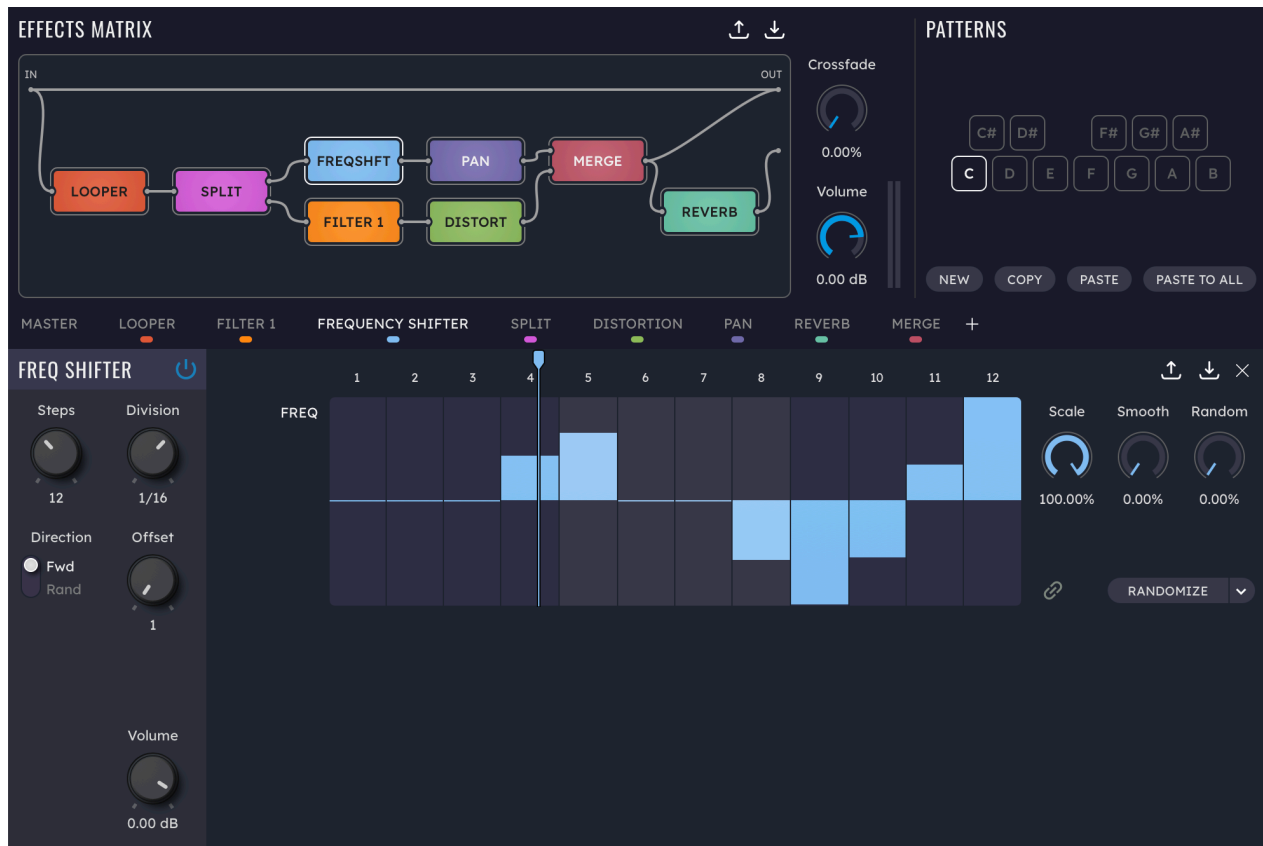 EFFECTS MATRIX
PATTERNS
IN
OUT
Crossfade
0.00%
Volume
0.00 dB
LOOPER
SPLIT
FREQSHFT
PAN
MERGE
FILTER 1
DISTORT
REVERB
C# D# F# G# A#
C D E F G A B
NEW COPY PASTE PASTE TO ALL
MASTER LOOPER FILTER 1 FREQUENCY SHIFTER SPLIT DISTORTION PAN REVERB MERGE +
FREQ SHIFTER
1 2 3 4 5 6 7 8 9 10 11 12
Steps Division
12 1/16
Direction Offset
Fwd
Rand
1
Volume
0.00 dB
FREQ
Scale Smooth Random
100.00% 0.00% 0.00%
RANDOMIZE